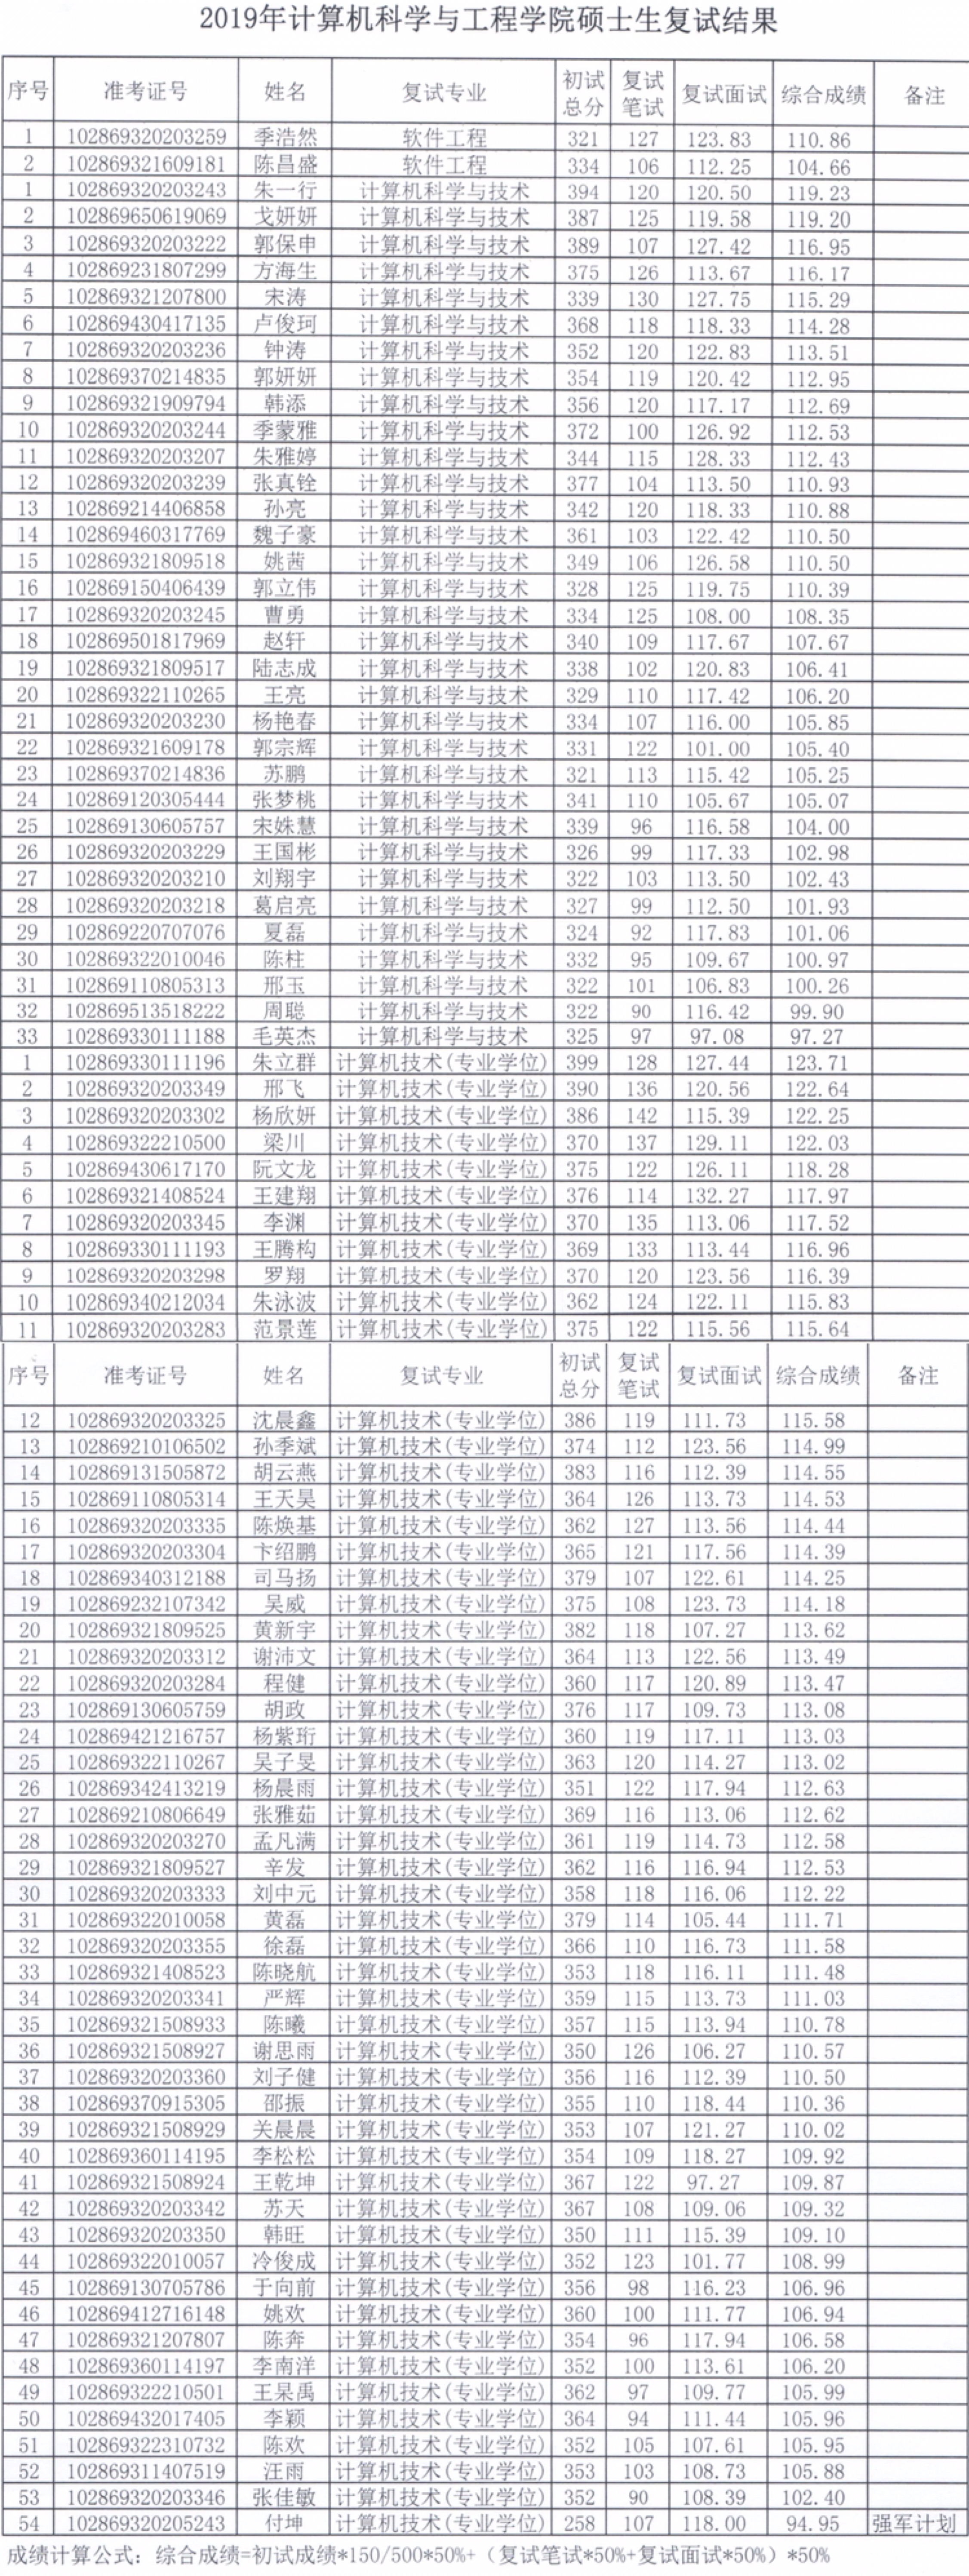 2019年计算机科学与工程学院硕士生复试结果
序号 准考证号 姓名 复试专业 初试总分 复试笔试 复试面试 综合成绩 备注
1 102869320203259 季浩然 软件工程 321 127 123.83 110.86
2 102869321609181 陈昌盛 软件工程 334 106 112.25 104.66
1 102869320203243 朱一行 计算机科学与技术 394 120 120.50 119.23
2 102869650619069 戈妍妍 计算机科学与技术 387 125 119.58 119.20
3 102869320203222 郭保申 计算机科学与技术 389 107 127.42 116.95
4 102869231807299 方海生 计算机科学与技术 375 126 113.67 116.17
5 102869321207800 宋涛 计算机科学与技术 339 130 127.75 115.29
6 102869430417135 卢俊珂 计算机科学与技术 368 118 118.33 114.28
7 102869320203236 钟涛 计算机科学与技术 352 120 122.83 113.51
8 102869370214835 郭妍妍 计算机科学与技术 354 119 120.42 112.95
9 102869321909794 韩添 计算机科学与技术 356 120 117.17 112.69
10 102869320203244 季蒙雅 计算机科学与技术 372 100 126.92 112.53
11 102869320203207 朱雅婷 计算机科学与技术 344 115 128.33 112.43
12 102869320203239 张真铨 计算机科学与技术 377 104 113.50 110.93
13 102869214406858 孙亮 计算机科学与技术 342 120 118.33 110.88
14 102869460317769 魏子豪 计算机科学与技术 361 103 122.42 110.50
15 102869321809518 姚茜 计算机科学与技术 349 106 126.58 110.50
16 102869150406439 郭立伟 计算机科学与技术 328 125 119.75 110.39
17 102869320203245 曹勇 计算机科学与技术 334 125 108.00 108.35
18 102869501817969 赵轩 计算机科学与技术 340 109 117.67 107.67
19 102869321809517 陆志成 计算机科学与技术 338 102 120.83 106.41
20 102869322110265 王亮 计算机科学与技术 329 110 117.42 106.20
21 102869320203230 杨艳春 计算机科学与技术 334 107 116.00 105.85
22 102869321609178 郭宗辉 计算机科学与技术 331 122 101.00 105.40
23 102869370214836 苏鹏 计算机科学与技术 321 113 115.42 105.25
24 102869120305444 张梦桃 计算机科学与技术 341 110 105.67 105.07
25 102869130605757 宋姝慧 计算机科学与技术 339 96 116.58 104.00
26 102869320203229 王国彬 计算机科学与技术 326 99 117.33 102.98
27 102869320203210 刘翔宇 计算机科学与技术 322 103 113.50 102.43
28 102869320203218 葛启亮 计算机科学与技术 327 99 112.50 101.93
29 102869220707076 夏磊 计算机科学与技术 324 92 117.83 101.06
30 102869322010046 陈柱 计算机科学与技术 332 95 109.67 100.97
31 102869110805313 邢玉 计算机科学与技术 322 101 106.83 100.26
32 102869513518222 周聪 计算机科学与技术 322 90 116.42 99.90
33 102869330111188 毛英杰 计算机科学与技术 325 97 97.08 97.27
1 102869330111196 朱立群 计算机技术(专业学位) 399 128 127.44 123.71
2 102869320203349 邢飞 计算机技术(专业学位) 390 136 120.56 122.64
3 102869320203302 杨欣妍 计算机技术(专业学位) 386 142 115.39 122.25
4 102869322210500 梁川 计算机技术(专业学位) 370 137 129.11 122.03
5 102869430617170 阮文龙 计算机技术(专业学位) 375 122 126.11 118.28
6 102869321408524 王建翔 计算机技术(专业学位) 376 114 132.27 117.97
7 102869320203345 李渊 计算机技术(专业学位) 370 135 113.06 117.52
8 102869330111193 王腾构 计算机技术(专业学位) 369 133 113.44 116.96
9 102869320203298 罗翔 计算机技术(专业学位) 370 120 123.56 116.39
10 102869340212034 朱泳波 计算机技术(专业学位) 362 124 122.11 115.83
11 102869320203283 范景莲 计算机技术(专业学位) 375 122 115.56 115.64
序号 准考证号 姓名 复试专业 初试总分 复试笔试 复试面试 综合成绩 备注
12 102869320203325 沈晨鑫 计算机技术(专业学位) 386 119 111.73 115.58
13 102869210106502 孙季斌 计算机技术(专业学位) 374 112 123.56 114.99
14 102869131505872 胡云燕 计算机技术(专业学位) 383 116 112.39 114.55
15 102869110805314 王天昊 计算机技术(专业学位) 364 126 113.73 114.53
16 102869320203335 陈焕基 计算机技术(专业学位) 362 127 113.56 114.44
17 102869320203304 卞绍鹏 计算机技术(专业学位) 365 121 117.56 114.39
18 102869340312188 司马扬 计算机技术(专业学位) 379 107 122.61 114.25
19 102869232107342 吴威 计算机技术(专业学位) 375 108 123.73 114.18
20 102869321809525 黄新宇 计算机技术(专业学位) 382 118 107.27 113.62
21 102869320203312 谢沛文 计算机技术(专业学位) 364 113 122.56 113.49
22 102869320203284 程健 计算机技术(专业学位) 360 117 120.89 113.47
23 102869130605759 胡政 计算机技术(专业学位) 376 117 109.73 113.08
24 102869421216757 杨紫珩 计算机技术(专业学位) 360 119 117.11 113.03
25 102869322110267 吴子旻 计算机技术(专业学位) 363 120 114.27 113.02
26 102869342413219 杨晨雨 计算机技术(专业学位) 351 122 117.94 112.63
27 102869210806649 张雅茹 计算机技术(专业学位) 369 116 113.06 112.62
28 102869320203270 孟凡满 计算机技术(专业学位) 361 119 114.73 112.58
29 102869321809527 辛发 计算机技术(专业学位) 362 116 116.94 112.53
30 102869320203333 刘中元 计算机技术(专业学位) 358 118 116.06 112.22
31 102869322010058 黄磊 计算机技术(专业学位) 379 114 105.44 111.71
32 102869320203355 徐磊 计算机技术(专业学位) 366 110 116.73 111.58
33 102869321408523 陈晓航 计算机技术(专业学位) 353 118 116.11 111.48
34 102869320203341 严辉 计算机技术(专业学位) 359 115 113.73 111.03
35 102869321508933 陈曦 计算机技术(专业学位) 357 115 113.94 110.78
36 102869321508927 谢思雨 计算机技术(专业学位) 350 126 106.27 110.57
37 102869320203360 刘子健 计算机技术(专业学位) 356 116 112.39 110.50
38 102869370915305 邵振 计算机技术(专业学位) 355 110 118.44 110.36
39 102869321508929 关晨晨 计算机技术(专业学位) 353 107 121.27 110.02
40 102869360114195 李松松 计算机技术(专业学位) 354 109 118.27 109.92
41 102869321508924 王乾坤 计算机技术(专业学位) 367 122 97.27 109.87
42 102869320203342 苏天 计算机技术(专业学位) 367 108 109.06 109.32
43 102869320203350 韩旺 计算机技术(专业学位) 350 111 115.39 109.10
44 102869322010057 冷俊成 计算机技术(专业学位) 352 123 101.77 108.99
45 102869130705786 于向前 计算机技术(专业学位) 356 98 116.23 106.96
46 102869412716148 姚欢 计算机技术(专业学位) 360 100 111.77 106.94
47 102869321207807 陈奔 计算机技术(专业学位) 354 96 117.94 106.58
48 102869360114197 李南洋 计算机技术(专业学位) 352 100 113.61 106.20
49 102869322210501 王杲禹 计算机技术(专业学位) 362 97 109.77 105.99
50 102869432017405 李颖 计算机技术(专业学位) 364 94 111.44 105.96
51 102869322310732 陈欢 计算机技术(专业学位) 352 105 107.61 105.95
52 102869311407519 汪雨 计算机技术(专业学位) 353 103 108.73 105.88
53 102869320203346 张佳敏 计算机技术(专业学位) 352 90 108.39 102.40
54 102869320205243 付坤 计算机技术(专业学位) 258 107 118.00 94.95 强军计划
成绩计算公式：综合成绩=初试成绩*150/500*50%+（复试笔试*50%+复试面试*50%）*50%